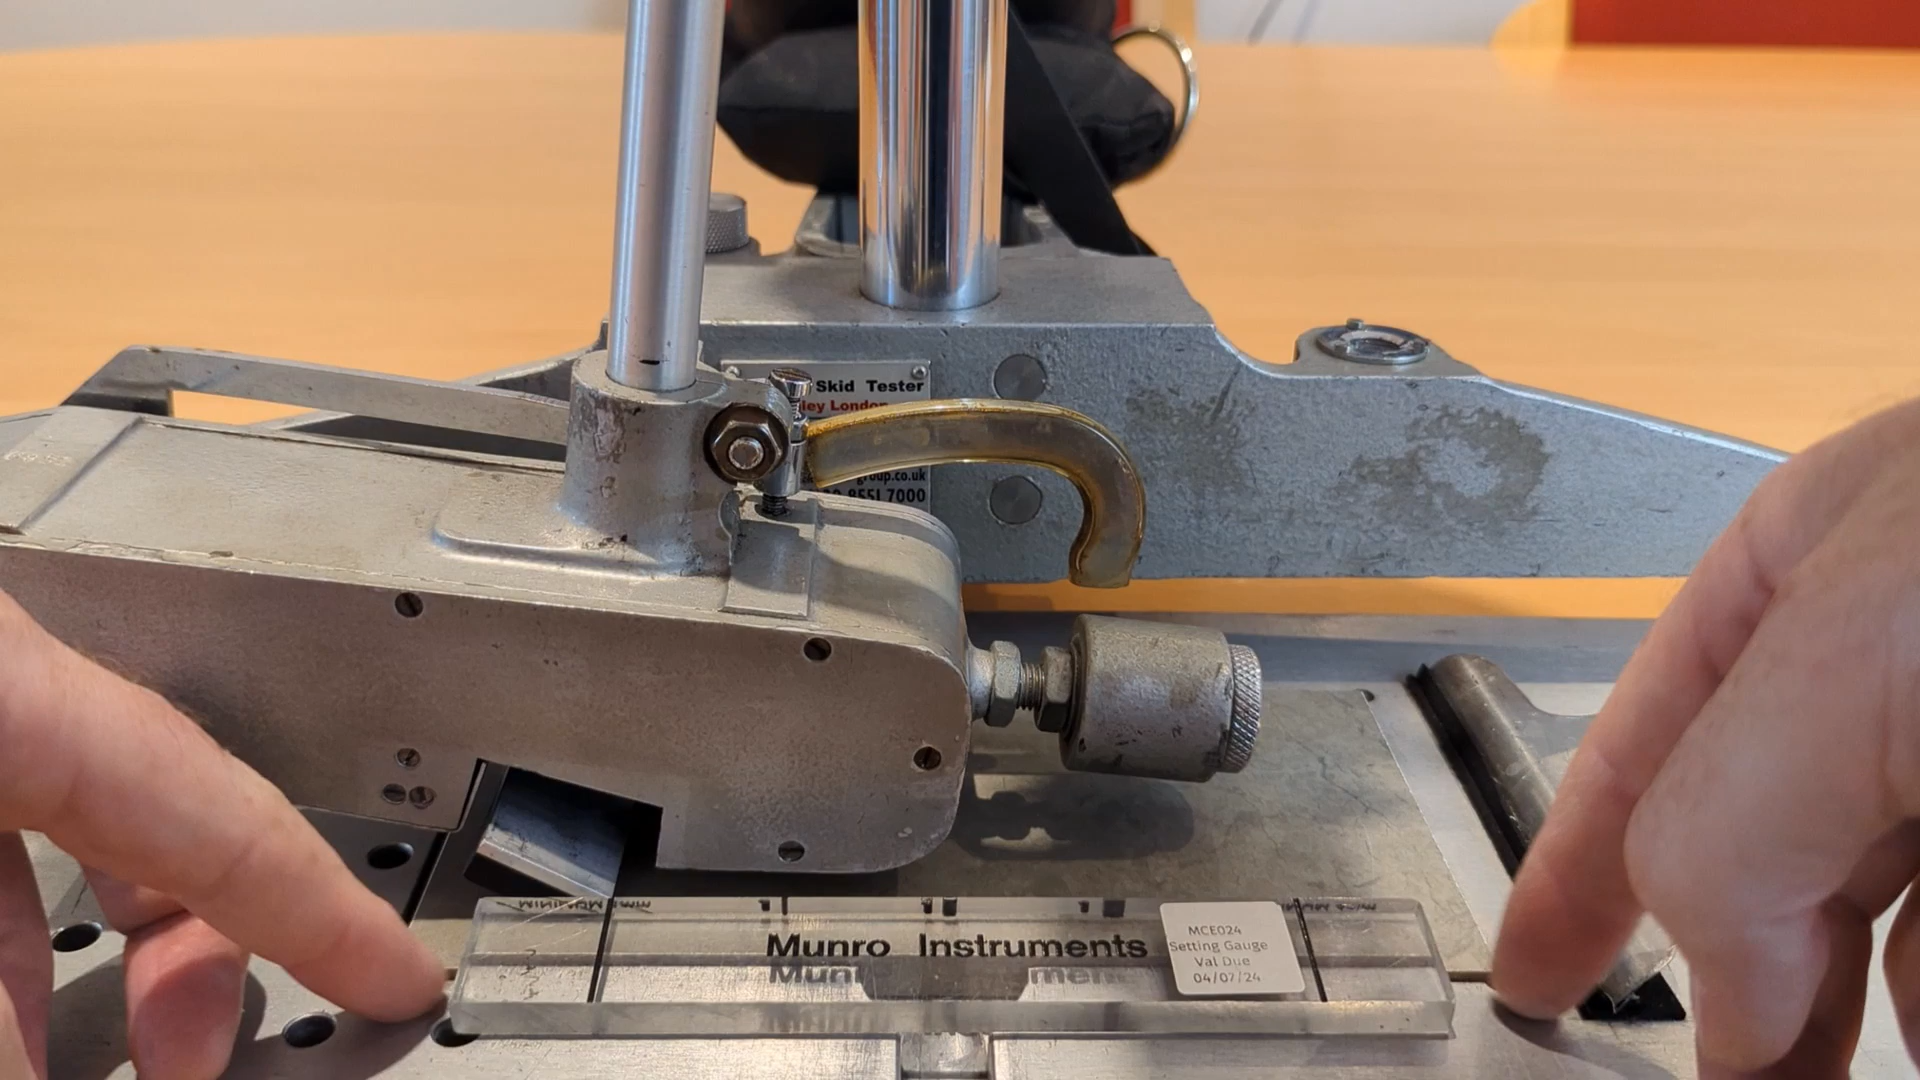 Skid Tester
ley London
group.co.uk
8551 7000
Munro Instruments
MCE024
Setting Gauge
Val Due
04/07/24